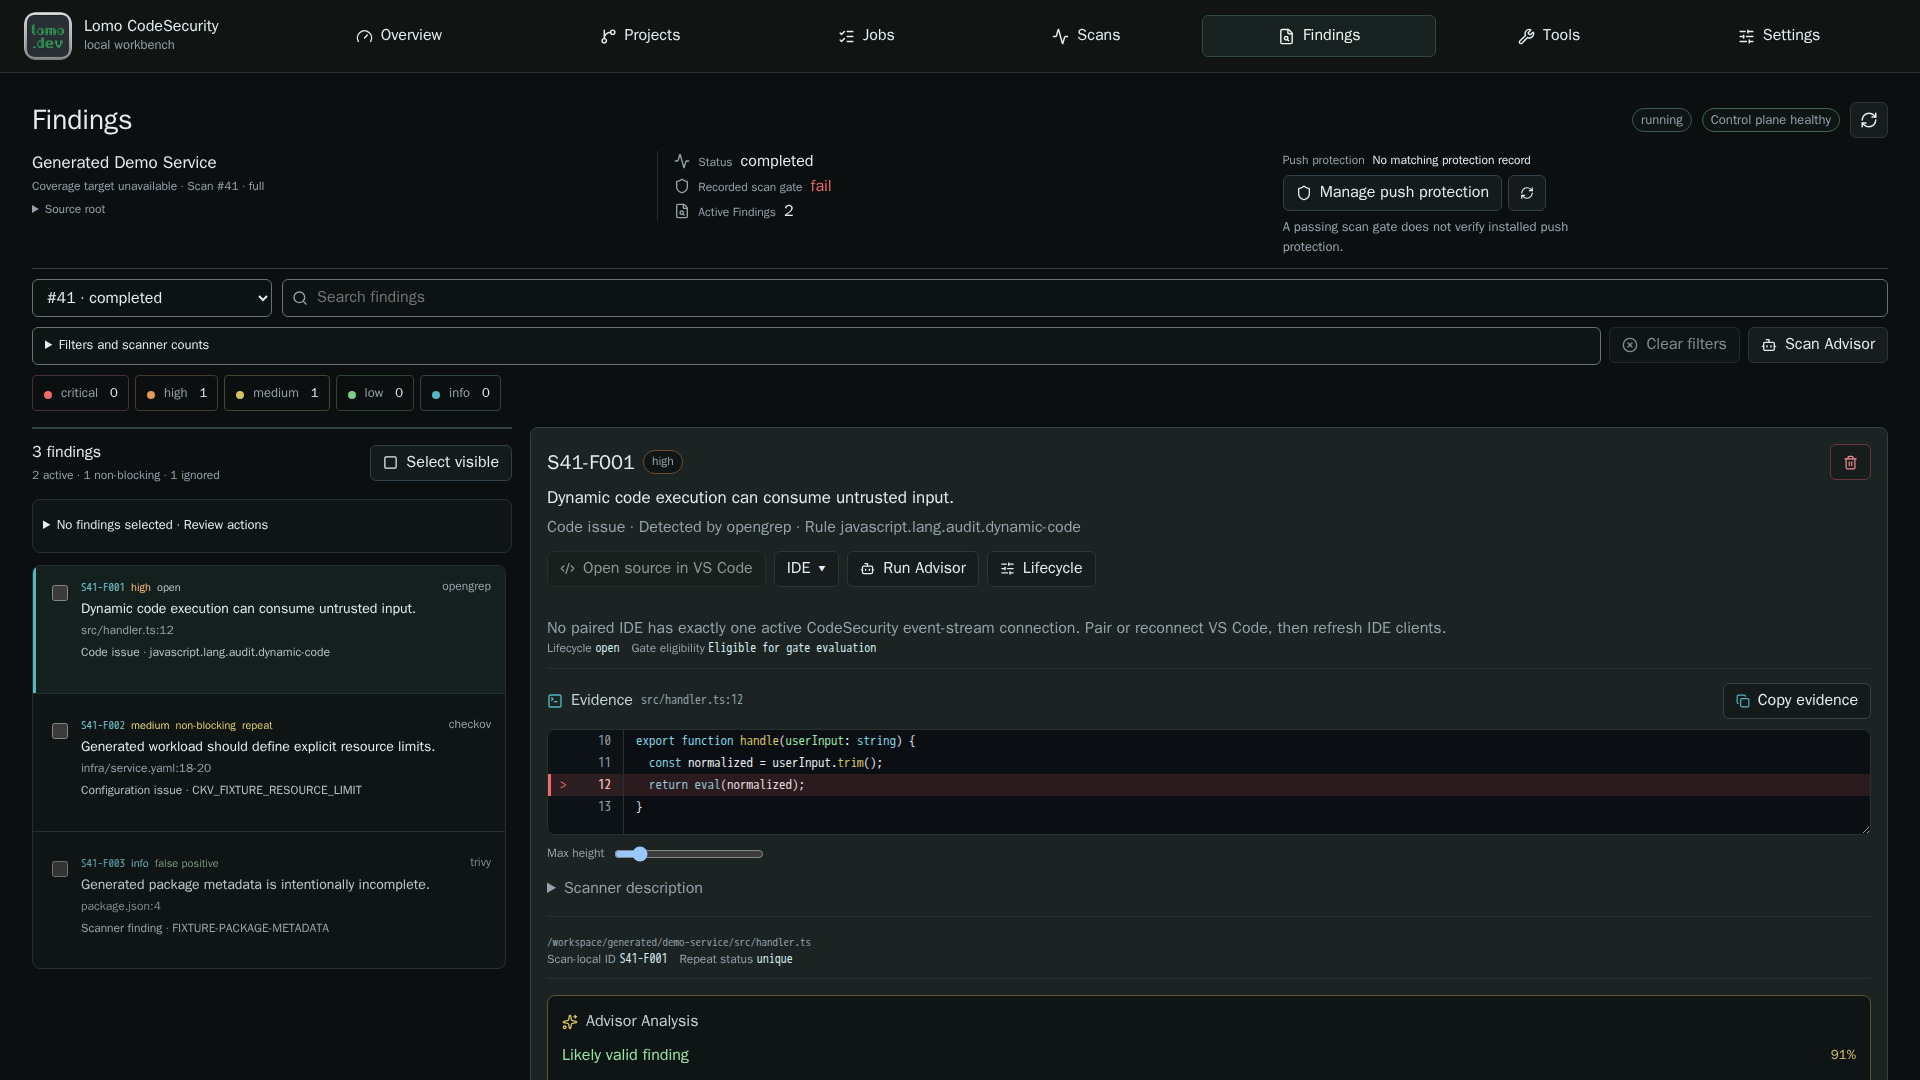 lomo
.dev
Lomo CodeSecurity
local workbench
Overview
Projects
Jobs
Scans
Findings
Tools
Settings
Findings
running
Control plane healthy
Generated Demo Service
Coverage target unavailable · Scan #41 · full
Source root
Status completed
Recorded scan gate fail
Active Findings 2
Push protection No matching protection record
Manage push protection
A passing scan gate does not verify installed push
protection.
#41 · completed
Search findings
Filters and scanner counts
Clear filters
Scan Advisor
critical 0
high 1
medium 1
low 0
info 0
3 findings
2 active · 1 non-blocking · 1 ignored
Select visible
No findings selected · Review actions
S41-F001 high open
opengrep
Dynamic code execution can consume untrusted input.
src/handler.ts:12
Code issue · javascript.lang.audit.dynamic-code
S41-F002 medium non-blocking repeat
checkov
Generated workload should define explicit resource limits.
infra/service.yaml:18-20
Configuration issue · CKV_FIXTURE_RESOURCE_LIMIT
S41-F003 info false positive
trivy
Generated package metadata is intentionally incomplete.
package.json:4
Scanner finding · FIXTURE-PACKAGE-METADATA
S41-F001 high
Dynamic code execution can consume untrusted input.
Code issue · Detected by opengrep · Rule javascript.lang.audit.dynamic-code
Open source in VS Code
IDE ▾
Run Advisor
Lifecycle
No paired IDE has exactly one active CodeSecurity event-stream connection. Pair or reconnect VS Code, then refresh IDE clients.
Lifecycle open Gate eligibility Eligible for gate evaluation
Evidence src/handler.ts:12
Copy evidence
10 export function handle(userInput: string) {
11 const normalized = userInput.trim();
> 12 return eval(normalized);
13 }
Max height
Scanner description
/workspace/generated/demo-service/src/handler.ts
Scan-local ID S41-F001 Repeat status unique
Advisor Analysis
Likely valid finding
91%